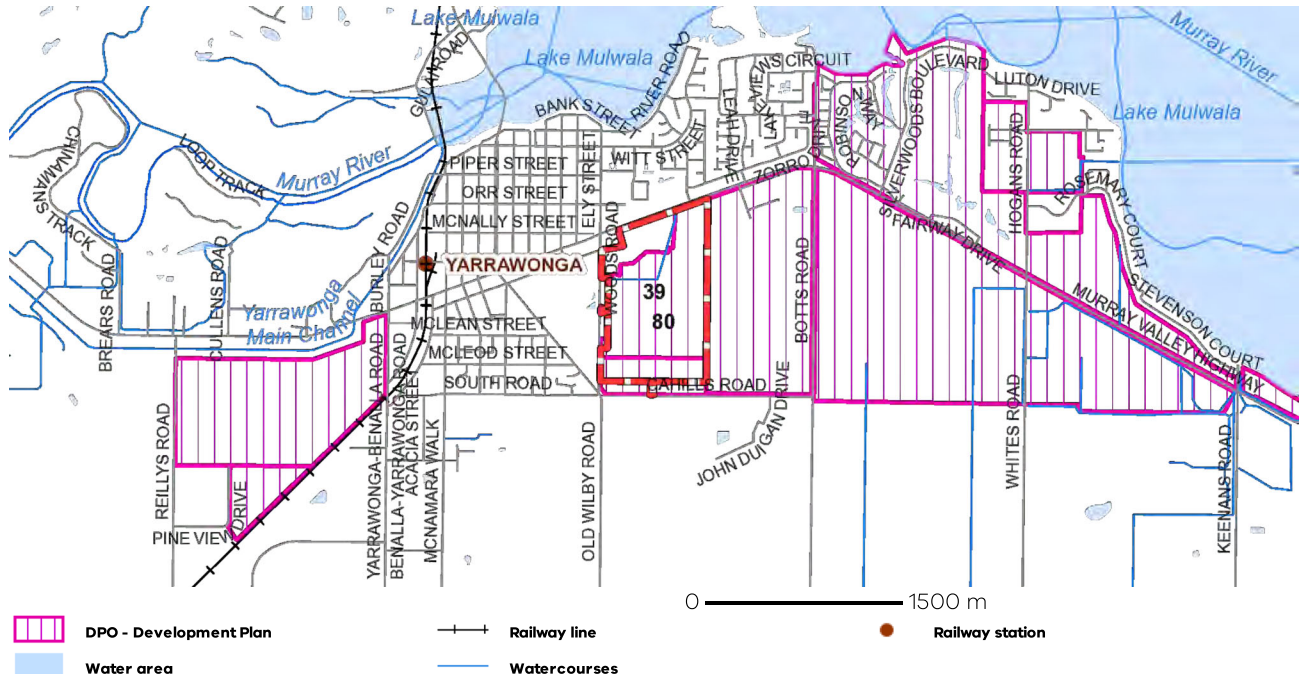 Lake Mulwala
Murray River
Lake Mulwala
GULAI ROAD
RIVER ROAD
BANK STREET
LAKEVIEWS CIRCUIT
LEAH DRIVE
WITT STREET
SILVERWOODS BOULEVARD
LUTON DRIVE
Lake Mulwala
CHINAMANS TRACK
LOOP TRACK
Murray River
PIPER STREET
ORR STREET
MCNALLY STREET
ELY STREET
HOGANS ROAD
ROSEMARY COURT
BREARS ROAD
CULLENS ROAD
BURLEY ROAD
YARRAWONGA
WOODS ROAD
FAIRWAY DRIVE
STEVENSON COURT
MURRAY VALLEY HIGHWAY
Yarrawonga
Main Channel
39
80
BOTTS ROAD
MCLEAN STREET
MCLEOD STREET
SOUTH ROAD
CAHILLS ROAD
REILLYS ROAD
PINE VIEW DRIVE
YARRAWONGA-BENALLA ROAD
BENALLA-YARRAWONGA ROAD
ACACIA STREET
MCNAMARA WALK
OLD WILBY ROAD
JOHN DUIGAN DRIVE
WHITES ROAD
KEENANS ROAD
0 1500 m
DPO - Development Plan
Railway line
Railway station
Water area
Watercourses